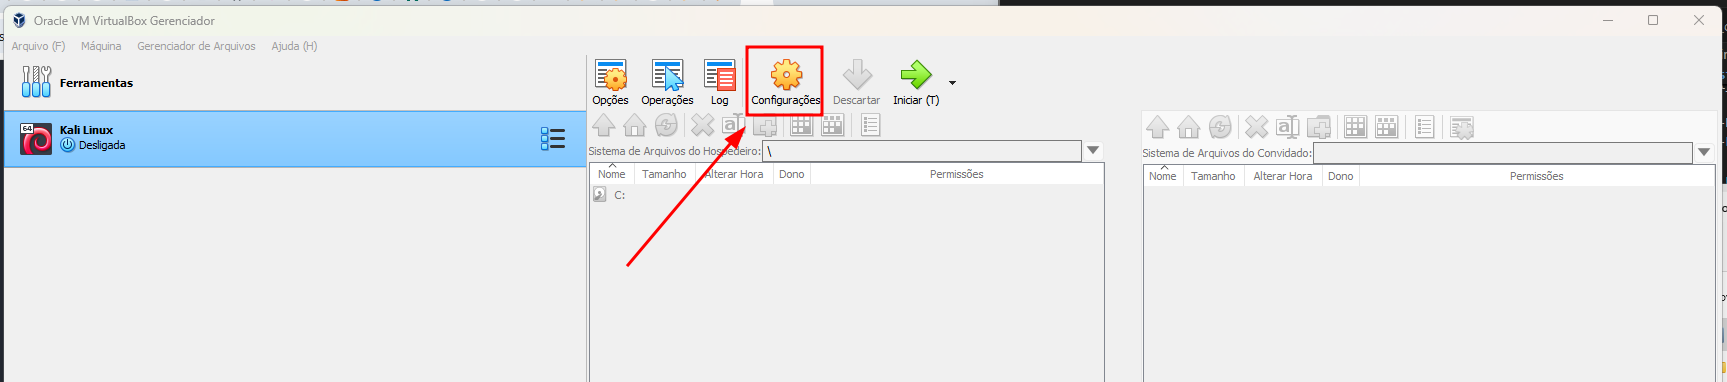 Oracle VM VirtualBox Gerenciador
Arquivo (F) Máquina Gerenciador de Arquivos Ajuda (H)
Ferramentas
64
Kali Linux
Desligada
Opções Operações Log Configurações Descartar Iniciar (T)
Sistema de Arquivos do Hospedeiro: \
Nome Tamanho Alterar Hora Dono Permissões
C:
Sistema de Arquivos do Convidado:
Nome Tamanho Alterar Hora Dono Permissões